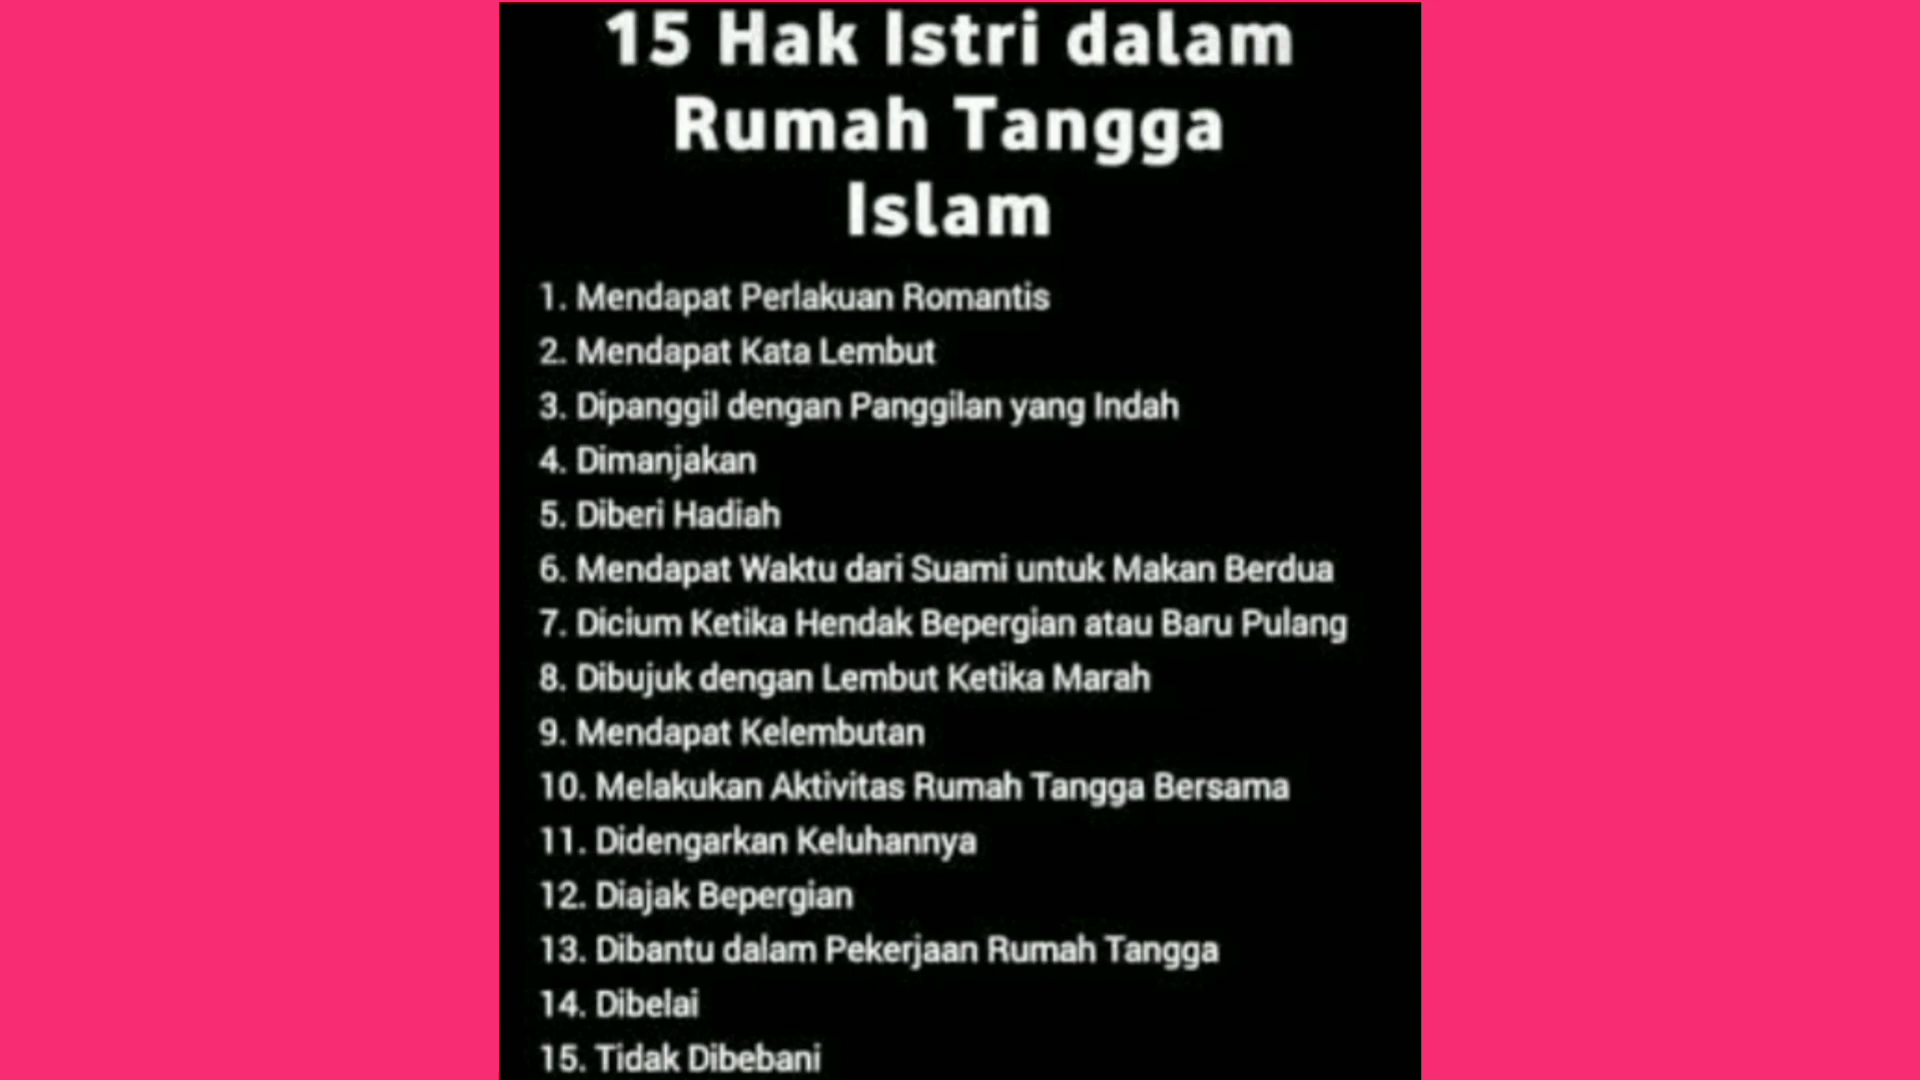 15 Hak Istri dalam
Rumah Tangga
Islam
1. Mendapat Perlakuan Romantis
2. Mendapat Kata Lembut
3. Dipanggil dengan Panggilan yang Indah
4. Dimanjakan
5. Diberi Hadiah
6. Mendapat Waktu dari Suami untuk Makan Berdua
7. Dicium Ketika Hendak Bepergian atau Baru Pulang
8. Dibujuk dengan Lembut Ketika Marah
9. Mendapat Kelembutan
10. Melakukan Aktivitas Rumah Tangga Bersama
11. Didengarkan Keluhannya
12. Diajak Bepergian
13. Dibantu dalam Pekerjaan Rumah Tangga
14. Dibelai
15. Tidak Dibebani